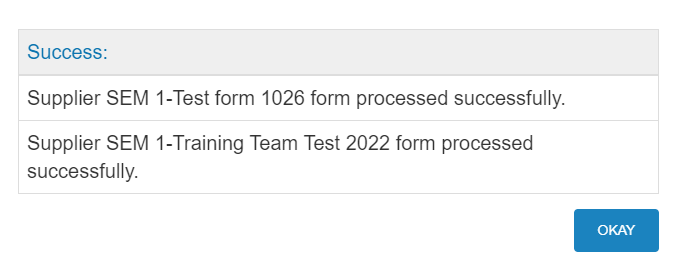 Success:
Supplier SEM 1-Test form 1026 form processed successfully.
Supplier SEM 1-Training Team Test 2022 form processed
successfully.
OKAY